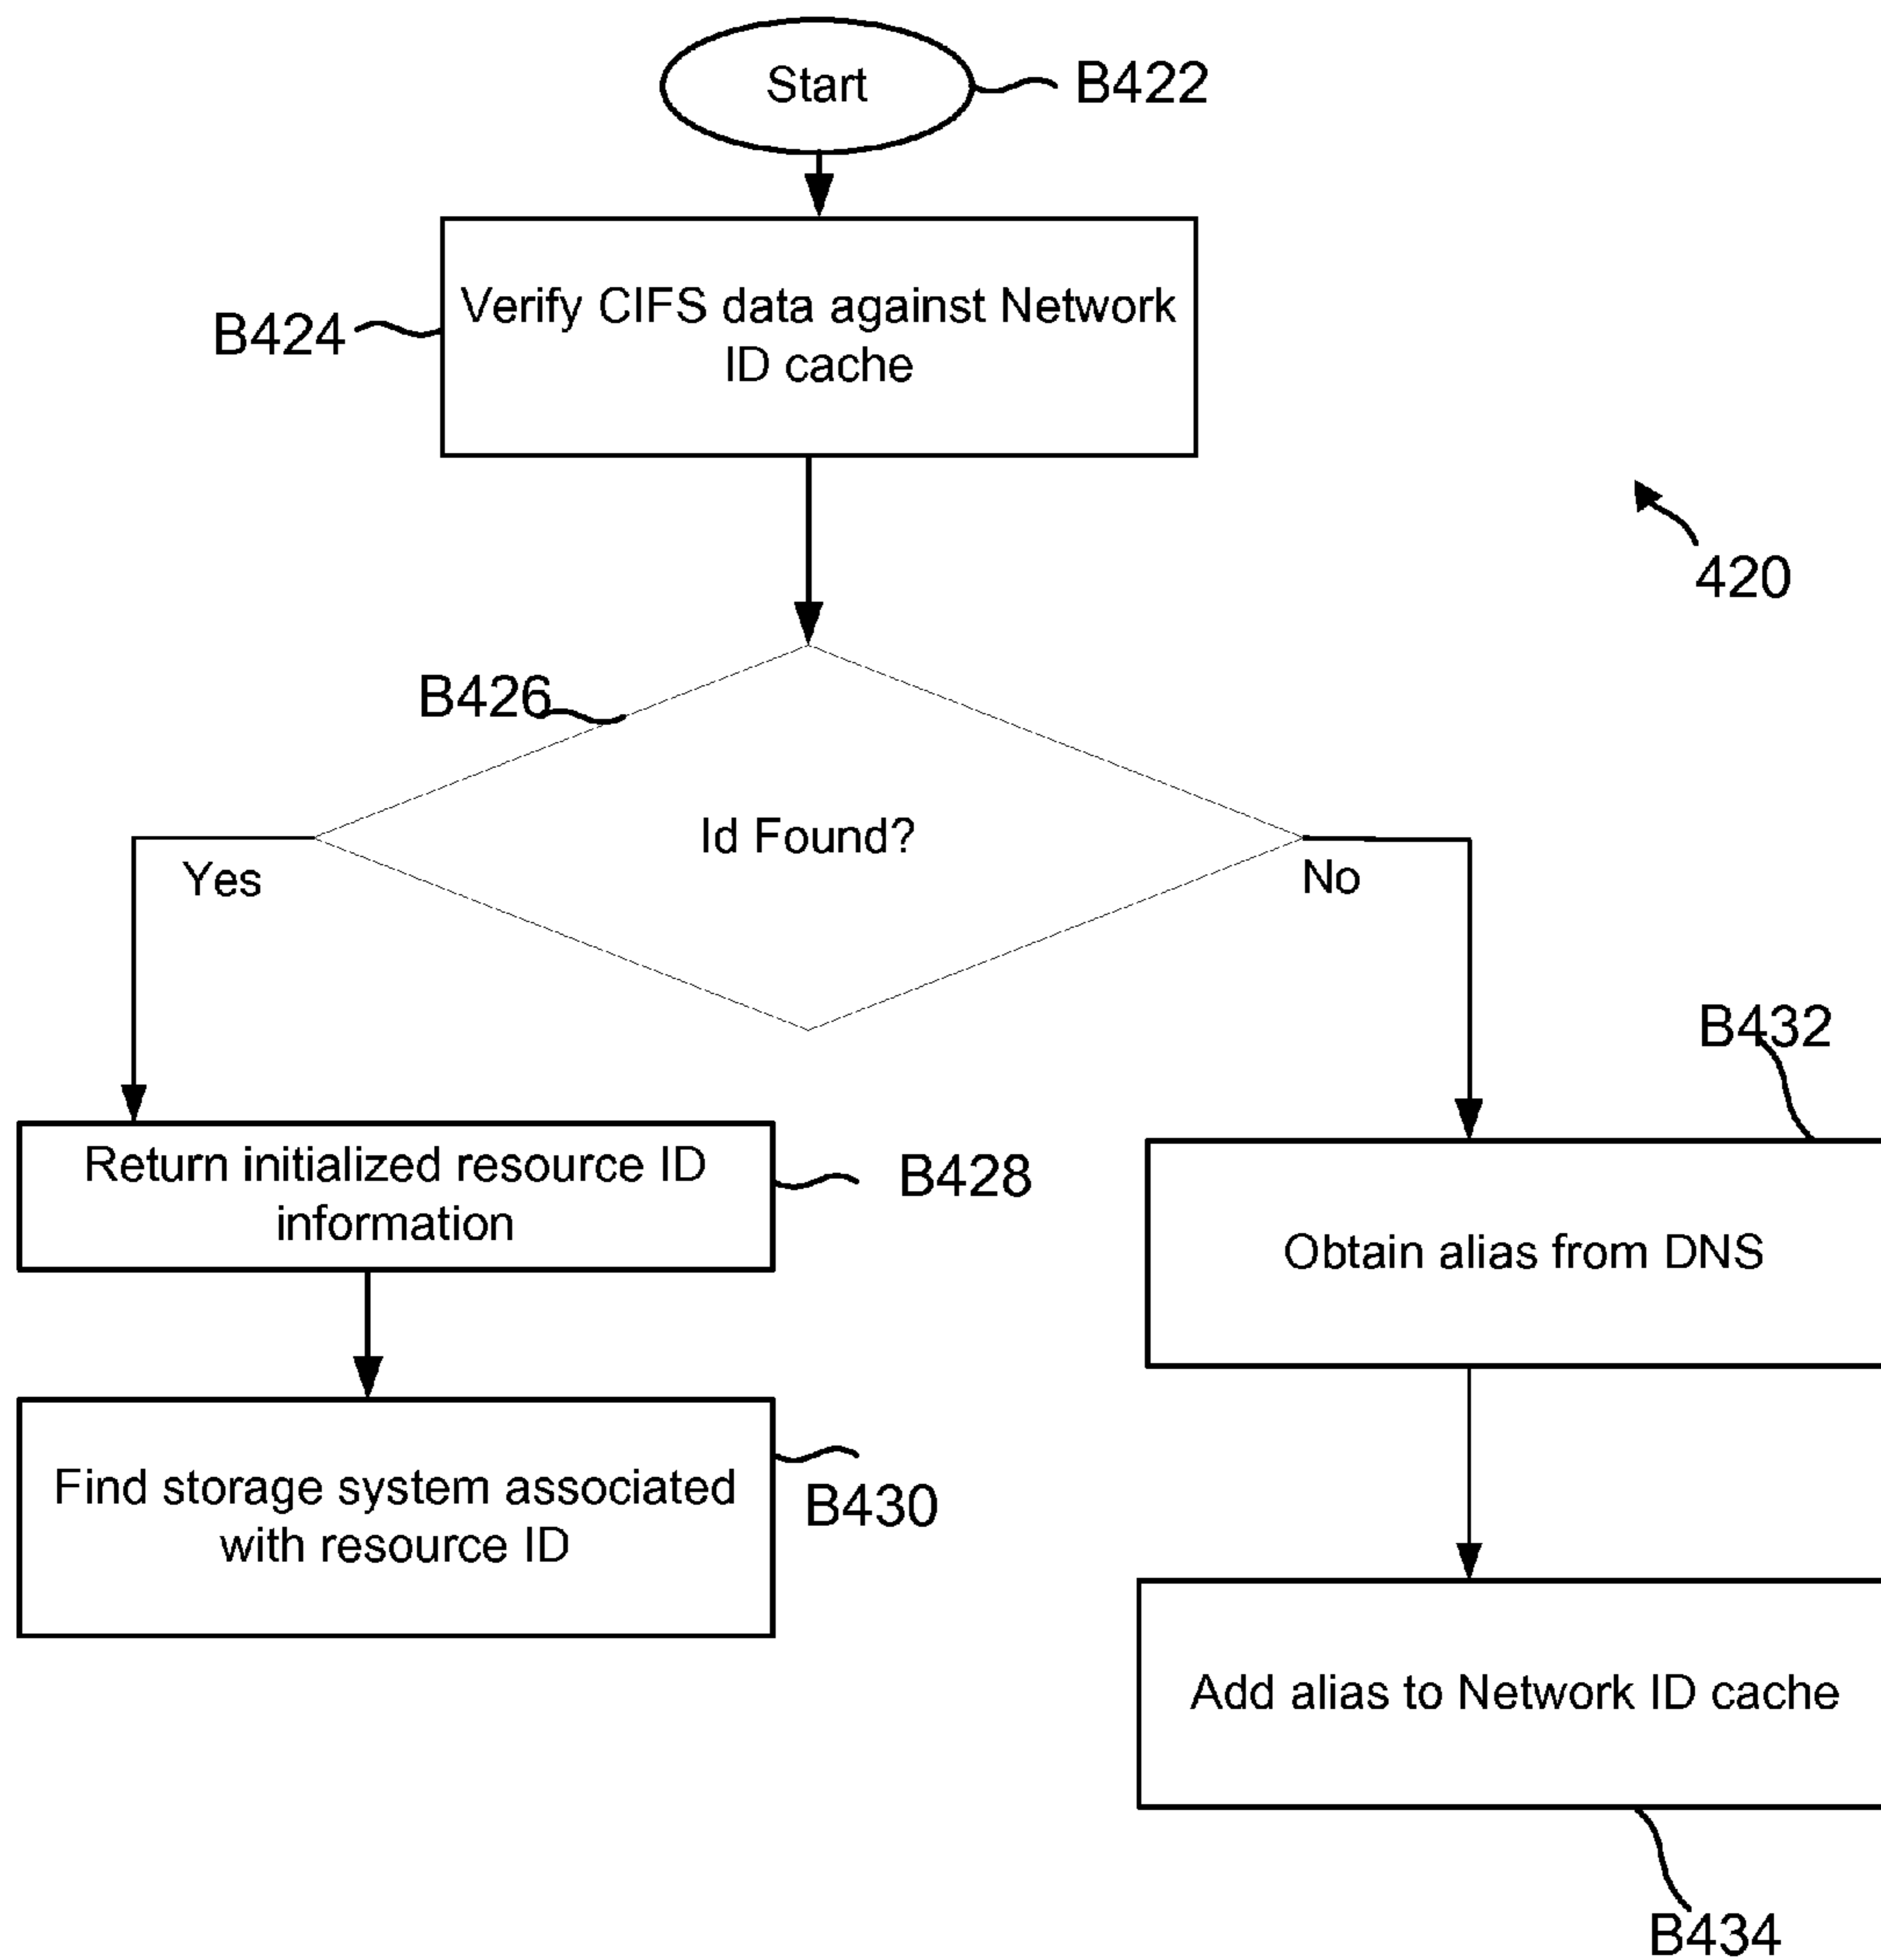 Start
B422
Verify CIFS data against Network
ID cache
B424
420
B426
Id Found?
Yes
No
B432
Return initialized resource ID
information
B428
Obtain alias from DNS
Find storage system associated
with resource ID
B430
Add alias to Network ID cache
B434